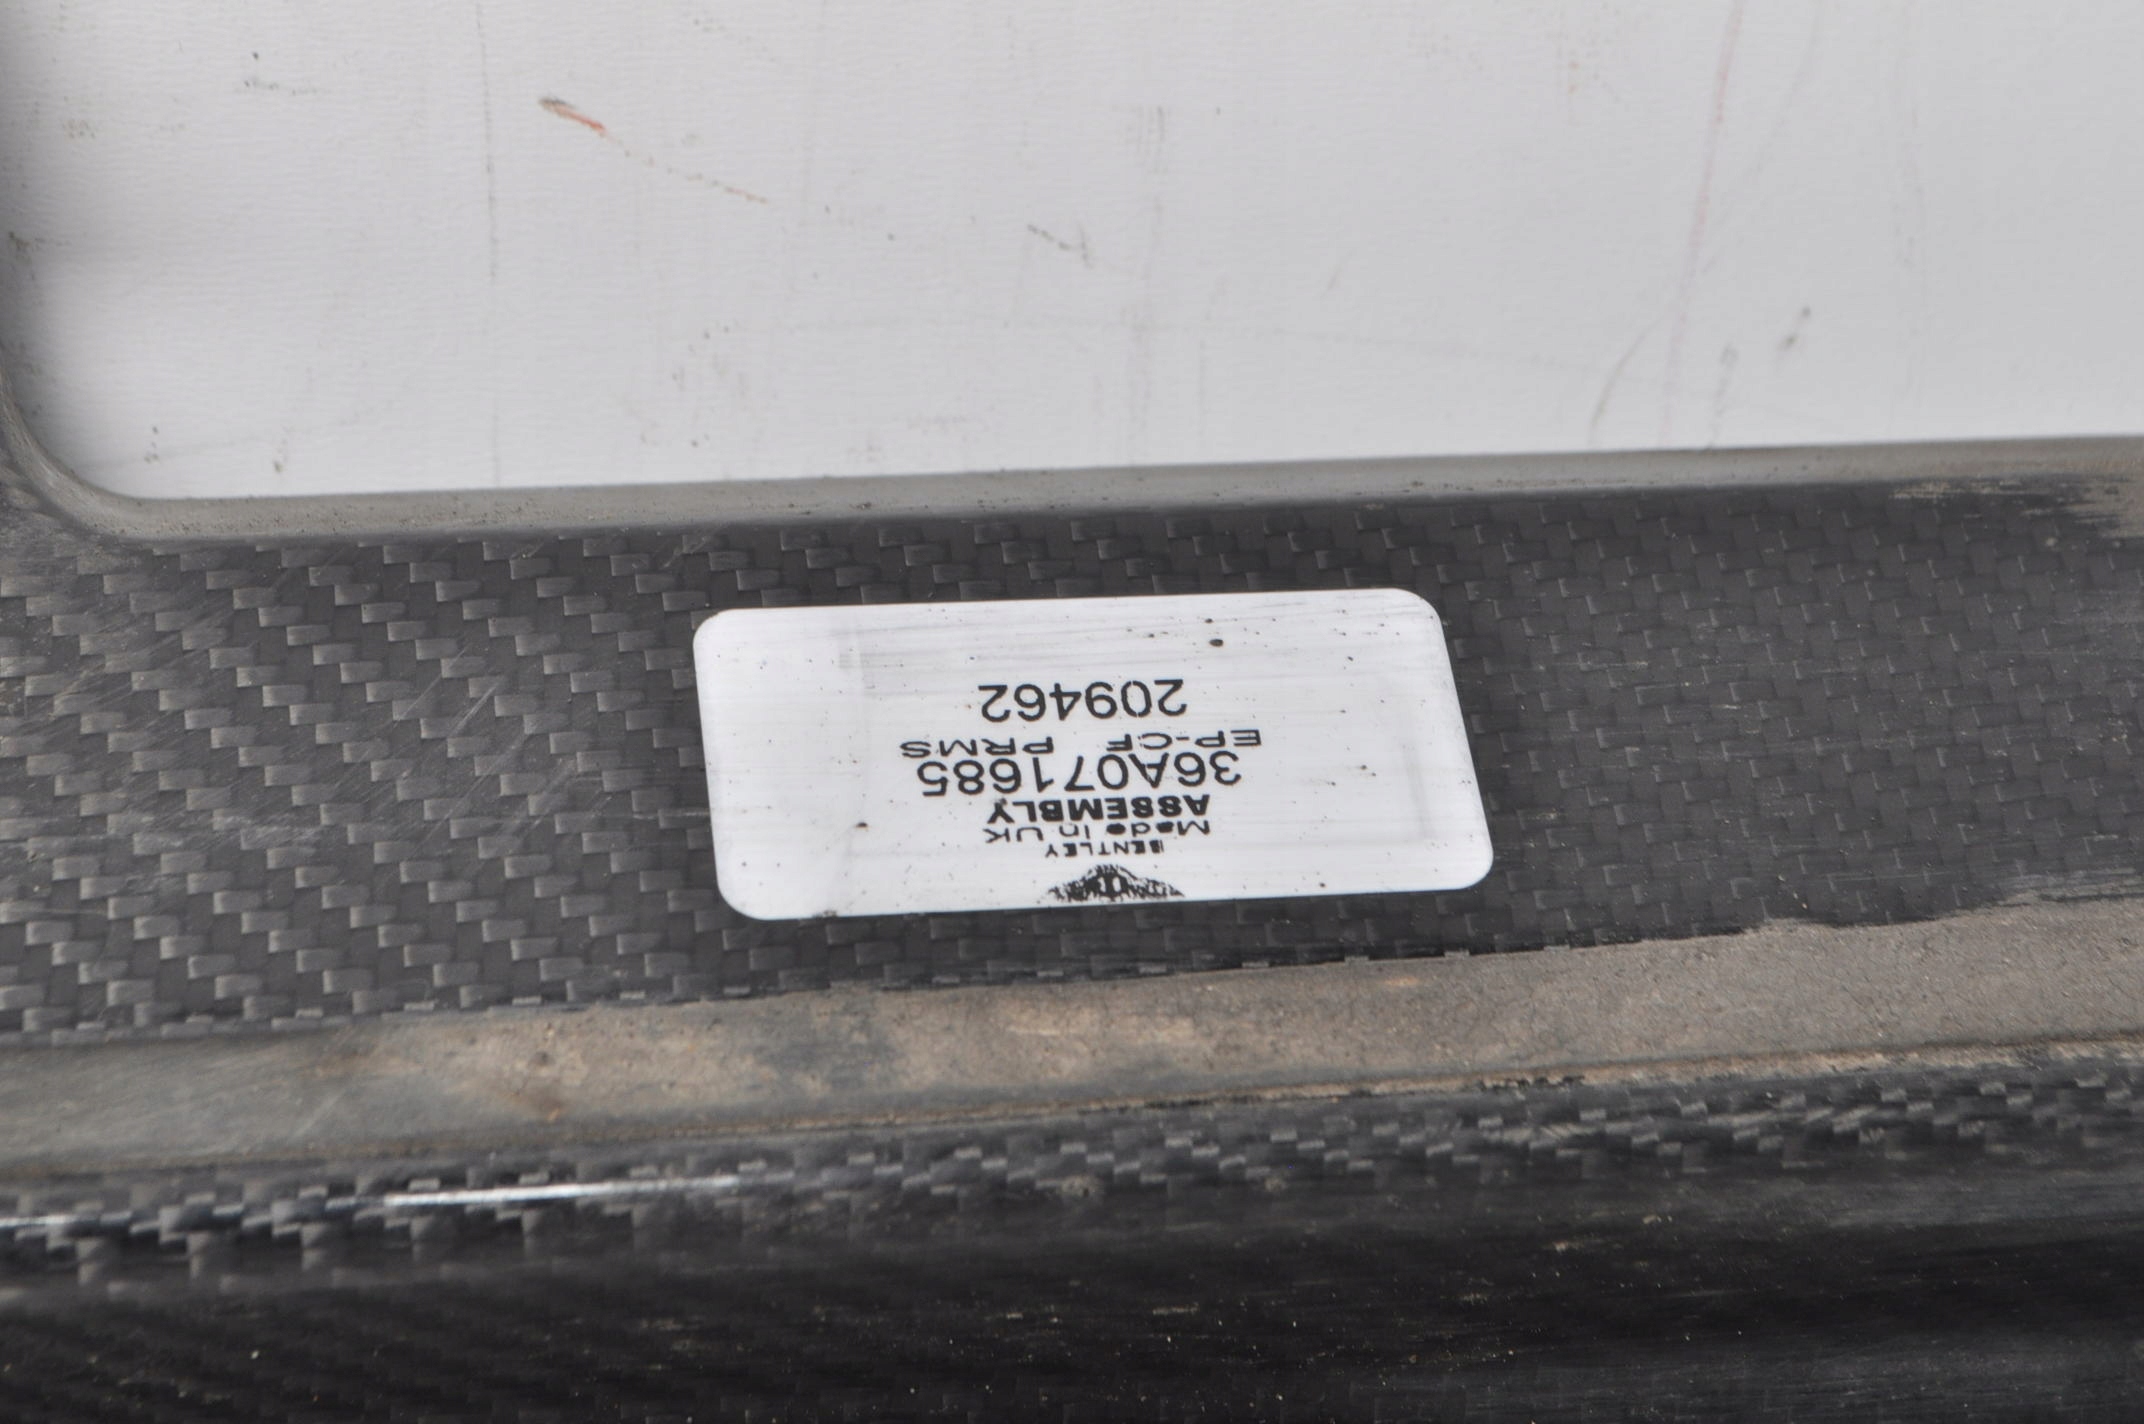 BENTLEY
Made in UK
ASSEMBLY
36A071685
EP-CF PRMS
209462